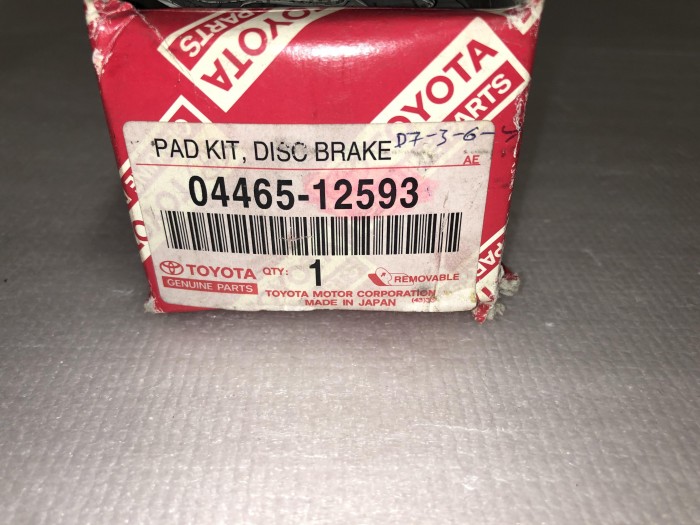 TOYOTA
PARTS
TOYOTA
TOYOTA
PARTS
D7-3-6-
PAD KIT, DISC BRAKE
AE
04465-12593
TOYOTA
GENUINE PARTS
QTY: 1
REMOVABLE
TOYOTA MOTOR CORPORATION
MADE IN JAPAN